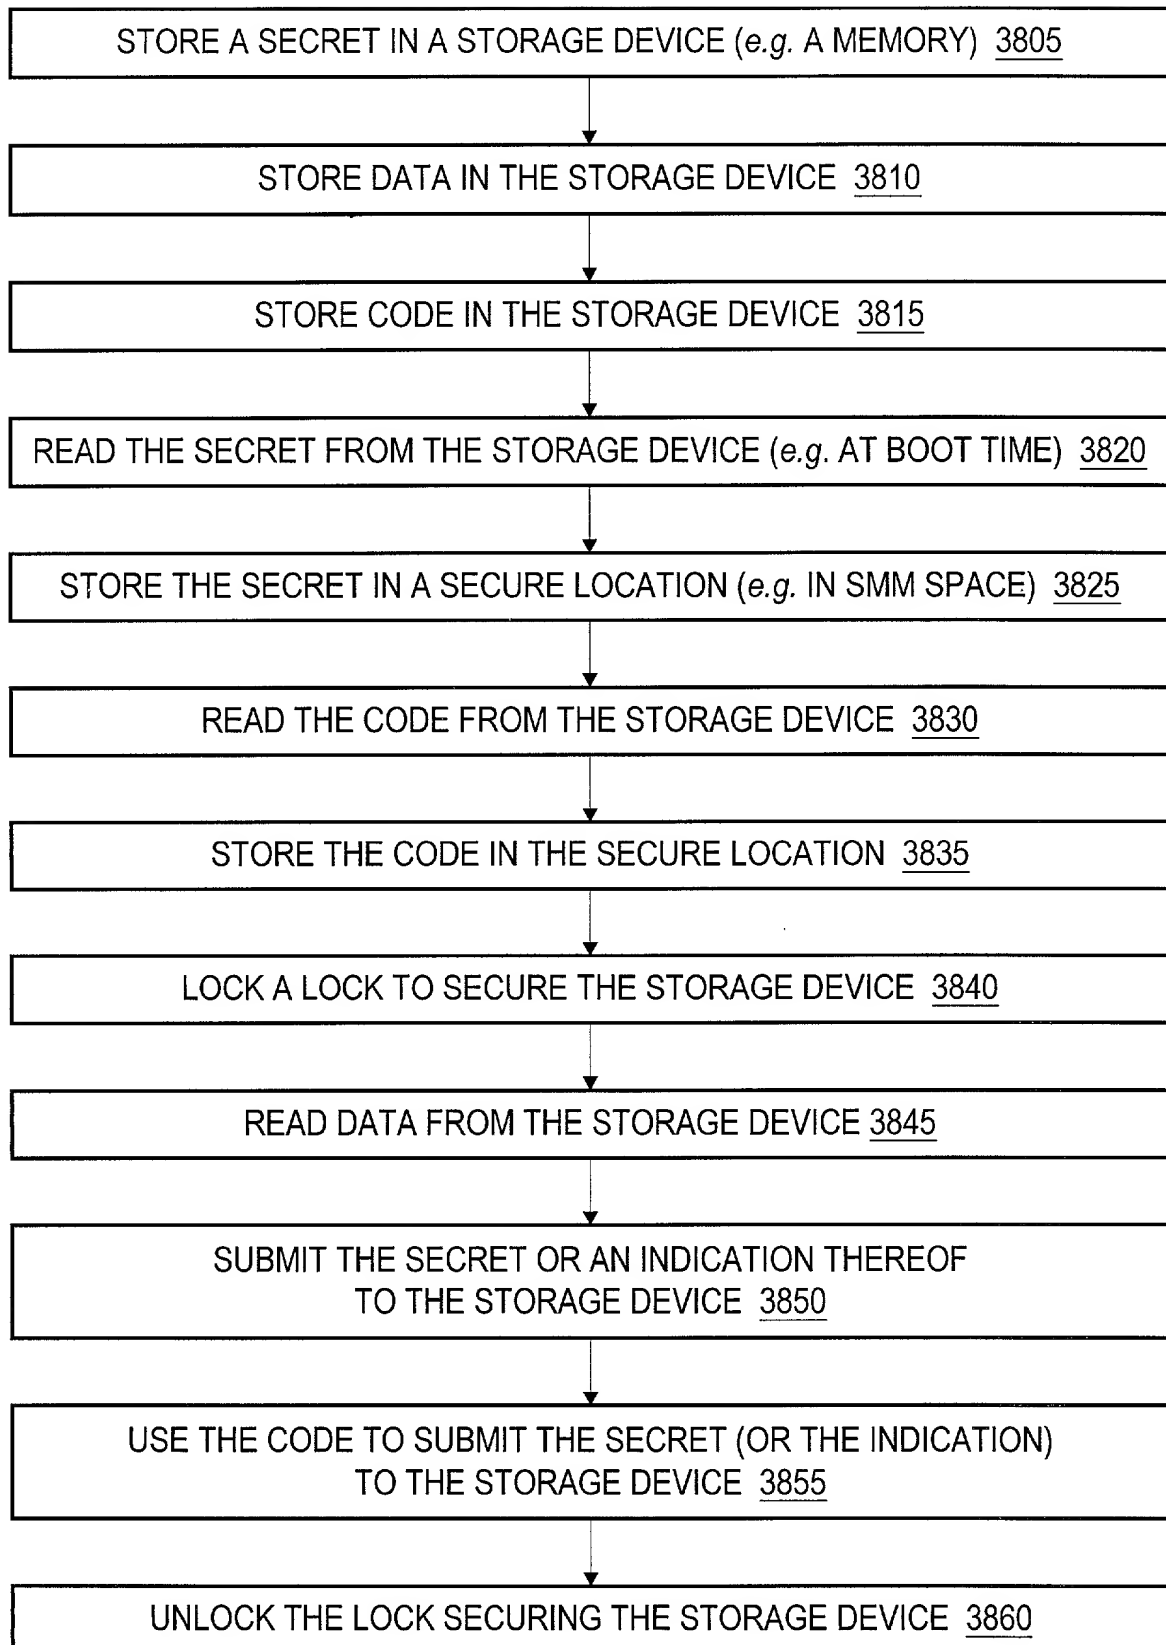 STORE A SECRET IN A STORAGE DEVICE (e.g. A MEMORY) 3805
STORE DATA IN THE STORAGE DEVICE 3810
STORE CODE IN THE STORAGE DEVICE 3815
READ THE SECRET FROM THE STORAGE DEVICE (e.g. AT BOOT TIME) 3820
STORE THE SECRET IN A SECURE LOCATION (e.g. IN SMM SPACE) 3825
READ THE CODE FROM THE STORAGE DEVICE 3830
STORE THE CODE IN THE SECURE LOCATION 3835
LOCK A LOCK TO SECURE THE STORAGE DEVICE 3840
READ DATA FROM THE STORAGE DEVICE 3845
SUBMIT THE SECRET OR AN INDICATION THEREOF
TO THE STORAGE DEVICE 3850
USE THE CODE TO SUBMIT THE SECRET (OR THE INDICATION)
TO THE STORAGE DEVICE 3855
UNLOCK THE LOCK SECURING THE STORAGE DEVICE 3860